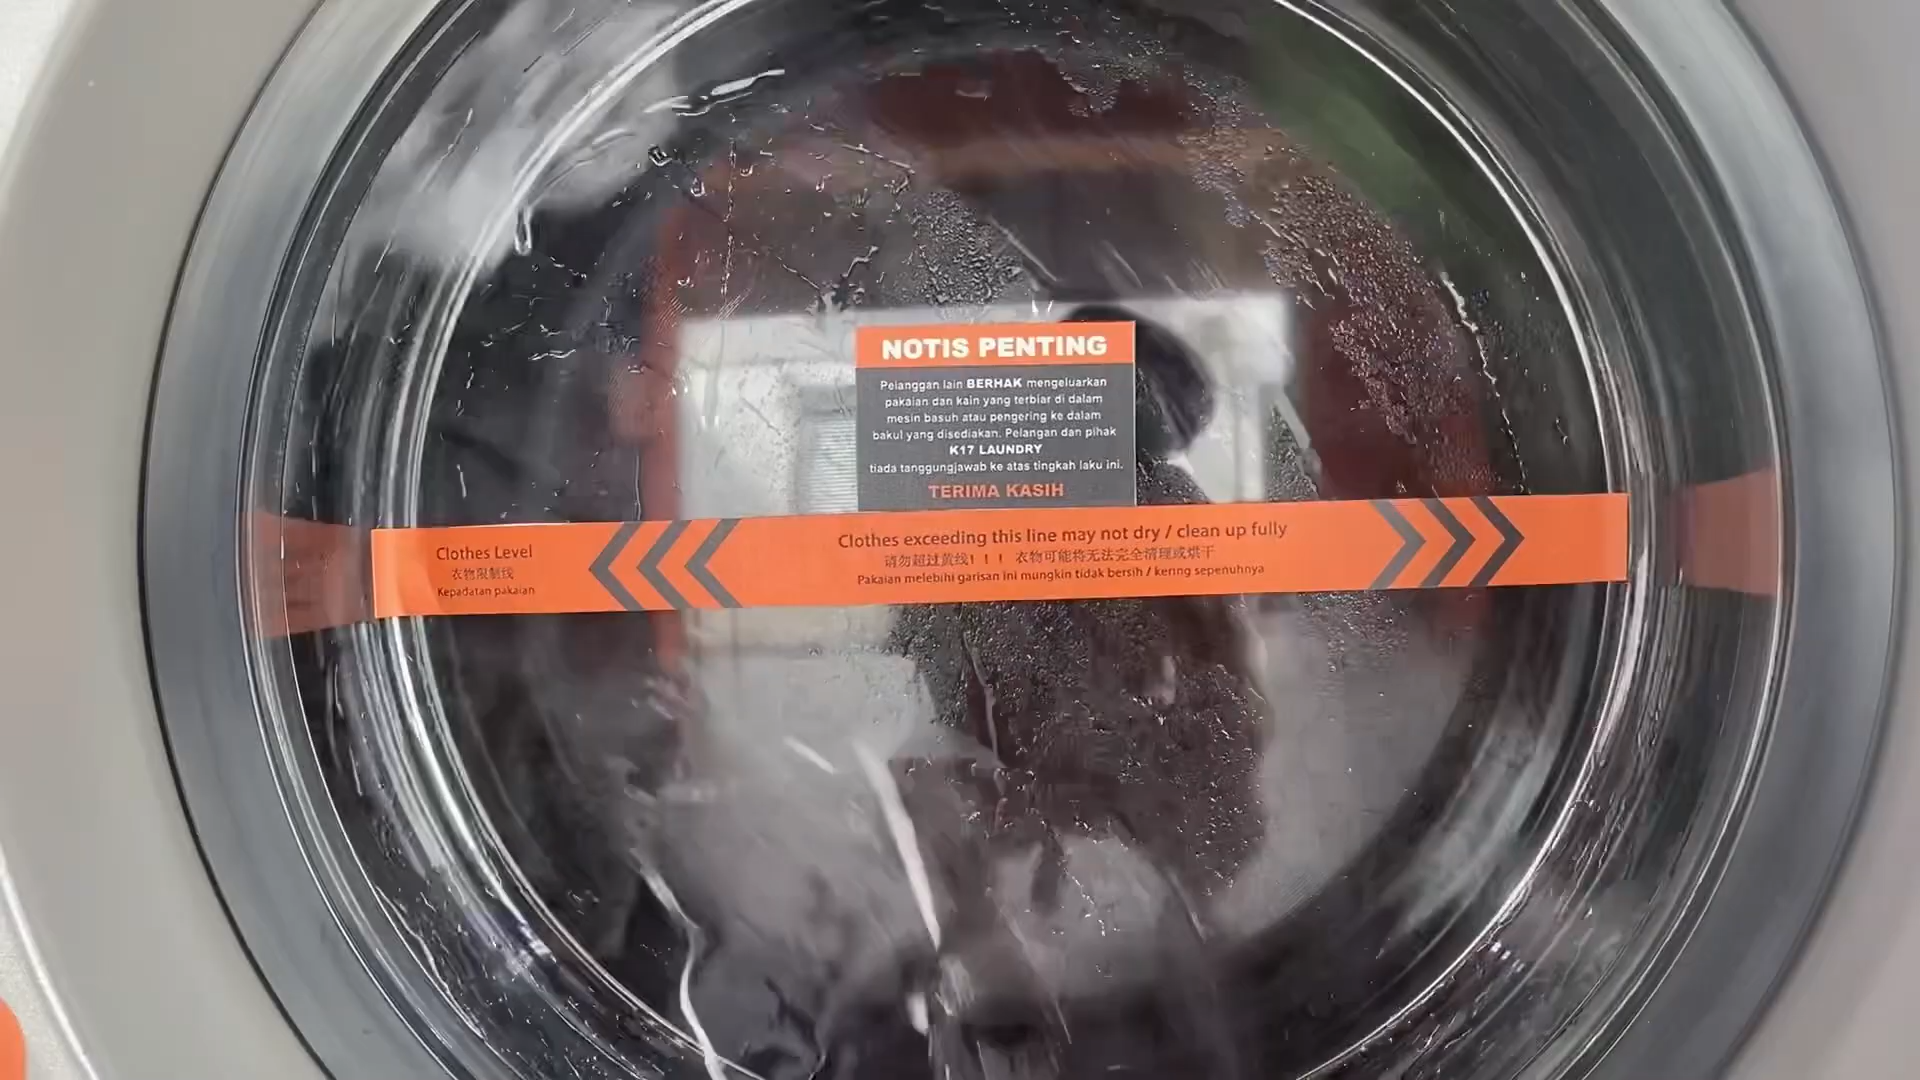 NOTIS PENTING
Pelanggan lain BERHAK mengeluarkan
pakaian dan kain yang terbiar di dalam
mesin basuh atau pengering ke dalam
bakul yang disediakan. Pelangan dan pihak
K17 LAUNDRY
tiada tanggungjawab ke atas tingkah laku ini.
TERIMA KASIH
Clothes Level
衣物限制线
Kepadatan pakaian
Clothes exceeding this line may not dry / clean up fully
请勿超过黄线!!! 衣物可能将无法完全清理或烘干
Pakaian melebihi garisan ini mungkin tidak bersih / kering sepenuhnya